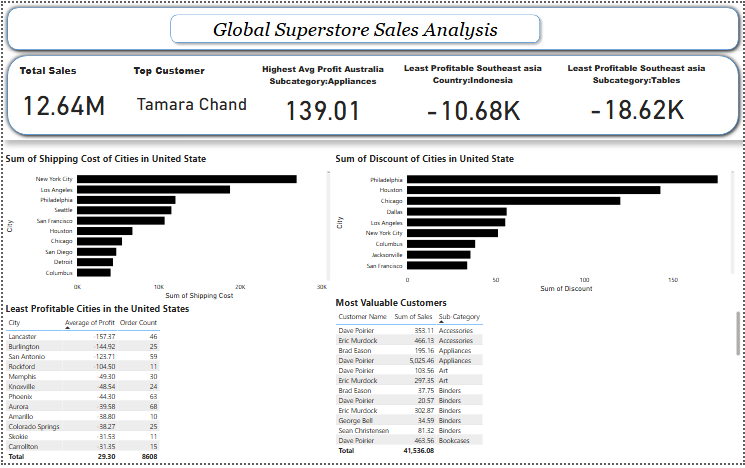 Global Superstore Sales Analysis
Total Sales
12.64M
Top Customer
Tamara Chand
Highest Avg Profit Australia
Subcategory:Appliances
139.01
Least Profitable Southeast asia
Country:Indonesia
-10.68K
Least Profitable Southeast asia
Subcategory:Tables
-18.62K
Sum of Shipping Cost of Cities in United State
City
New York City
Los Angeles
Philadelphia
Seattle
San Francisco
Houston
Chicago
San Diego
Detroit
Columbus
0K 10K 20K 30K
Sum of Shipping Cost
Sum of Discount of Cities in United State
City
Philadelphia
Houston
Chicago
Dallas
Los Angeles
New York City
Columbus
Jacksonville
San Francisco
0 50 100 150
Sum of Discount
Least Profitable Cities in the United States
City Average of Profit Order Count
Lancaster -157.37 46
Burlington -144.92 25
San Antonio -123.71 59
Rockford -104.50 11
Memphis -49.30 30
Knoxville -48.54 24
Phoenix -44.30 63
Aurora -39.58 68
Amarillo -38.80 10
Colorado Springs -38.27 25
Skokie -31.53 11
Carrollton -31.35 15
Total 29.30 8608
Most Valuable Customers
Customer Name Sum of Sales Sub-Category
Dave Poirier 353.11 Accessories
Eric Murdock 466.13 Accessories
Brad Eason 195.16 Appliances
Dave Poirier 5,025.46 Appliances
Dave Poirier 103.56 Art
Eric Murdock 297.35 Art
Brad Eason 37.75 Binders
Dave Poirier 20.57 Binders
Eric Murdock 302.87 Binders
George Bell 34.59 Binders
Sean Christensen 81.32 Binders
Dave Poirier 463.56 Bookcases
Total 41,536.08